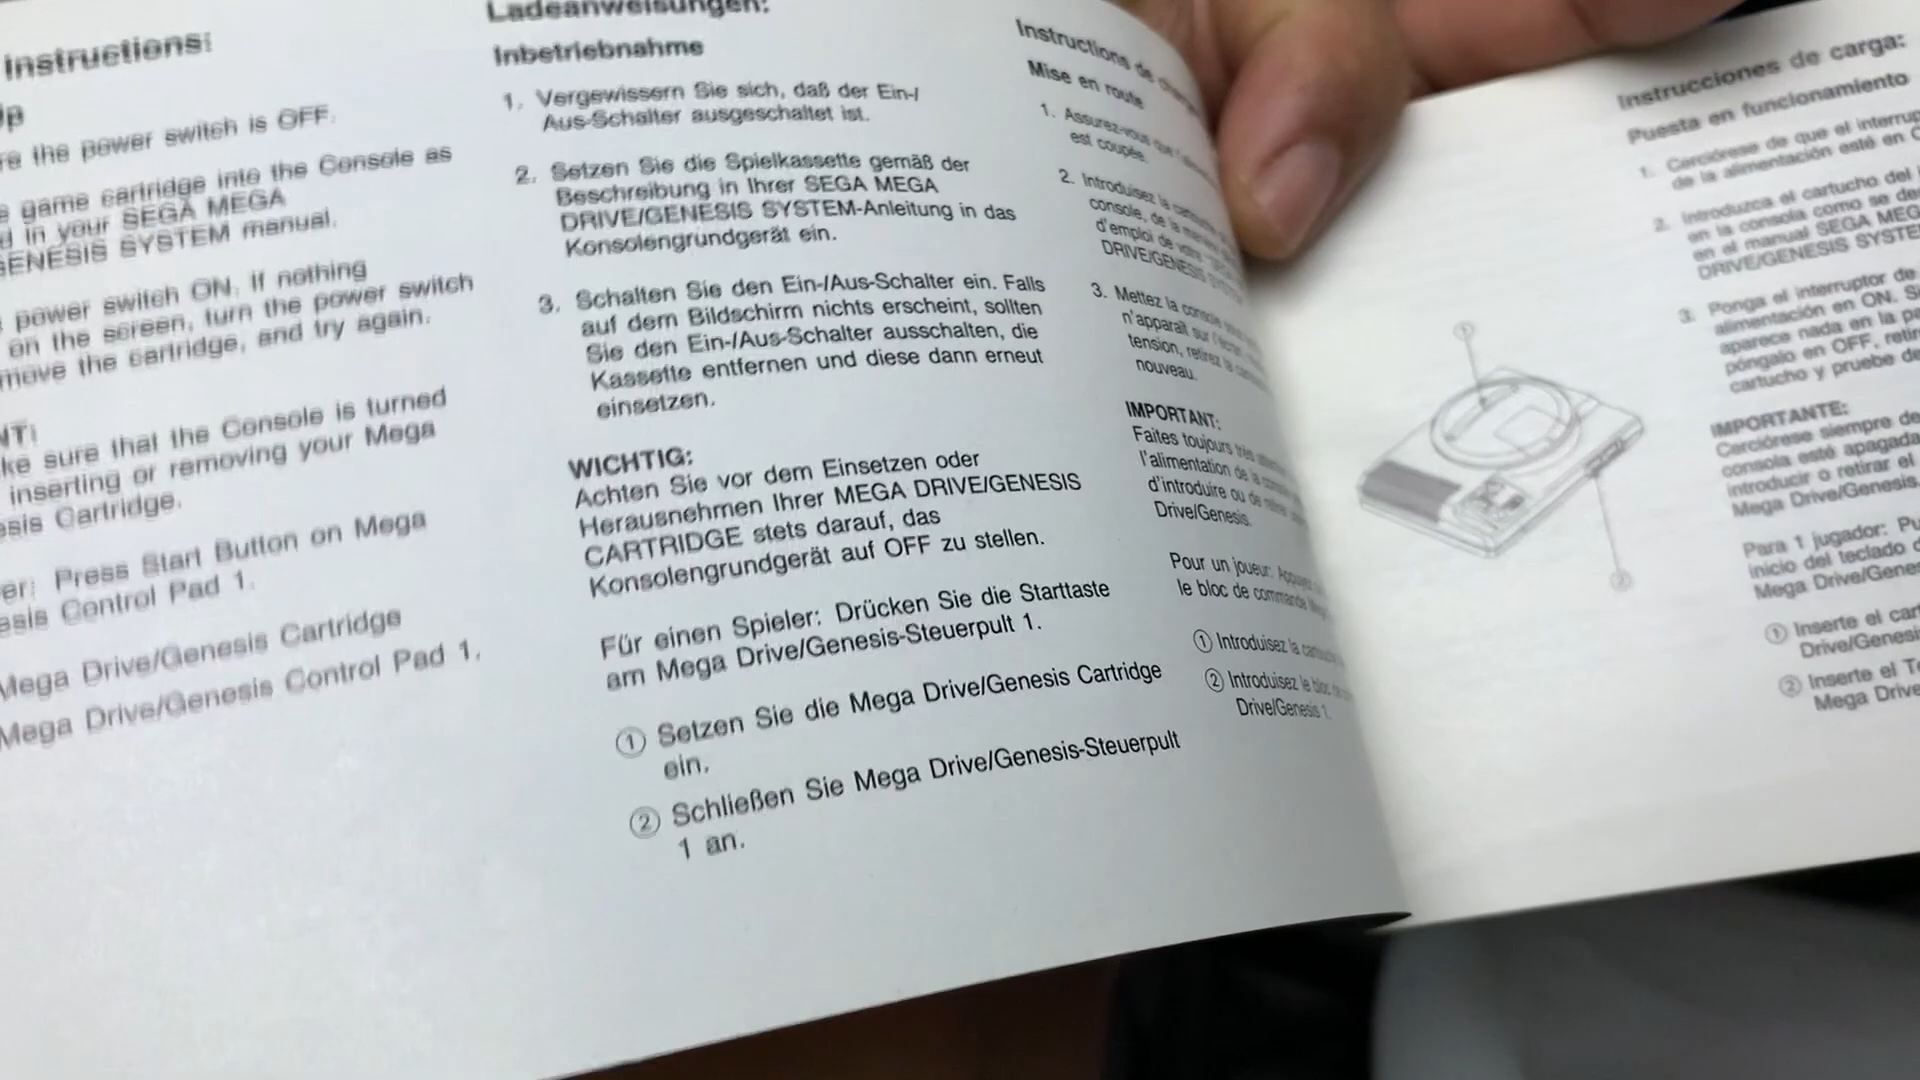 Instructions:
up
re the power switch is OFF.
e game cartridge into the Console as
d in your SEGA MEGA
GENESIS SYSTEM manual.
power switch ON. If nothing
on the screen, turn the power switch
move the cartridge, and try again.
NT:
ke sure that the Console is turned
inserting or removing your Mega
esis Cartridge.
er: Press Start Button on Mega
esis Control Pad 1.
Mega Drive/Genesis Cartridge
Mega Drive/Genesis Control Pad 1.
Ladeanweisungen:
Inbetriebnahme
1. Vergewissern Sie sich, daß der Ein-/
Aus-Schalter ausgeschaltet ist.
2. Setzen Sie die Spielkassette gemäß der
Beschreibung in Ihrer SEGA MEGA
DRIVE/GENESIS SYSTEM-Anleitung in das
Konsolengrundgerät ein.
3. Schalten Sie den Ein-/Aus-Schalter ein. Falls
auf dem Bildschirm nichts erscheint, sollten
Sie den Ein-/Aus-Schalter ausschalten, die
Kassette entfernen und diese dann erneut
einsetzen.
WICHTIG:
Achten Sie vor dem Einsetzen oder
Herausnehmen Ihrer MEGA DRIVE/GENESIS
CARTRIDGE stets darauf, das
Konsolengrundgerät auf OFF zu stellen.
Für einen Spieler: Drücken Sie die Starttaste
am Mega Drive/Genesis-Steuerpult 1.
① Setzen Sie die Mega Drive/Genesis Cartridge
ein.
② Schließen Sie Mega Drive/Genesis-Steuerpult
1 an.
Instructions de
Mise en route
1. Assurez-vous que
est coupée.
2. Introduisez la
console, de la
d'emploi de votre
DRIVE/GENESIS
3. Mettez la console
n'apparaît sur l'écran
tension, retirez la
nouveau.
IMPORTANT:
Faites toujours très
l'alimentation de la
d'introduire ou de
Drive/Genesis.
Pour un joueur:
le bloc de commande
① Introduisez la
② Introduisez le
Drive/Genesis 1.
①
②
Instrucciones de carga:
Puesta en funcionamiento
1. Cerciórese de que el interrup
de la alimentación esté en
2. Introduzca el cartucho del
en la consola como se des
en el manual SEGA MEG
DRIVE/GENESIS SYSTE
3. Ponga el interruptor de
alimentación en ON. S
aparece nada en la pa
póngalo en OFF, retir
cartucho y pruebe de
IMPORTANTE:
Cerciórese siempre de
consola esté apagada
introducir o retirar el
Mega Drive/Genesis.
Para 1 jugador: Pu
inicio del teclado d
Mega Drive/Genes
① Inserte el car
Drive/Genesi
② Inserte el Te
Mega Drive